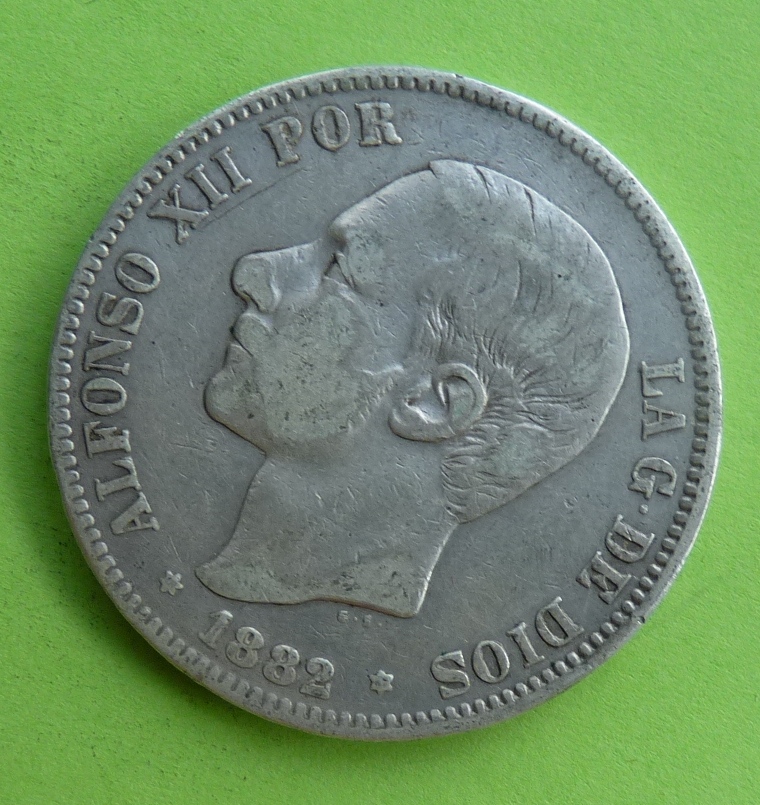 ALFONSO XII POR LA G. DE DIOS
1882